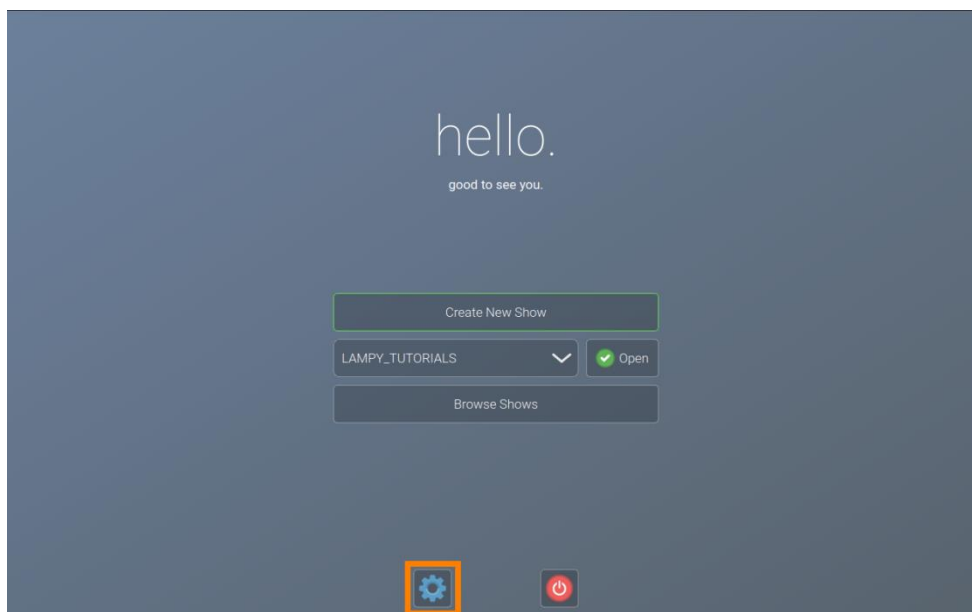 hello.
good to see you.
Create New Show
LAMPY_TUTORIALS
Open
Browse Shows